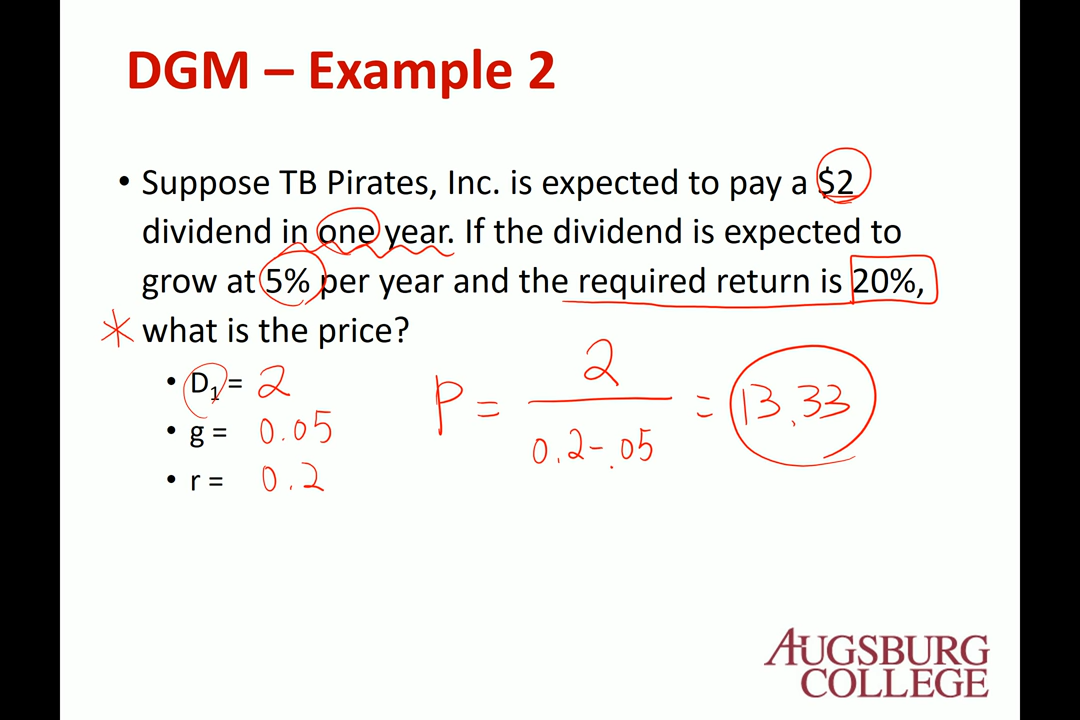 DGM – Example 2
• Suppose TB Pirates, Inc. is expected to pay a $2
dividend in one year. If the dividend is expected to
grow at 5% per year and the required return is 20%,
* what is the price?
• D₁ = 2
• g = 0.05
• r = 0.2
P = 2 / 0.2 - .05 = 13.33
AUGSBURG
COLLEGE